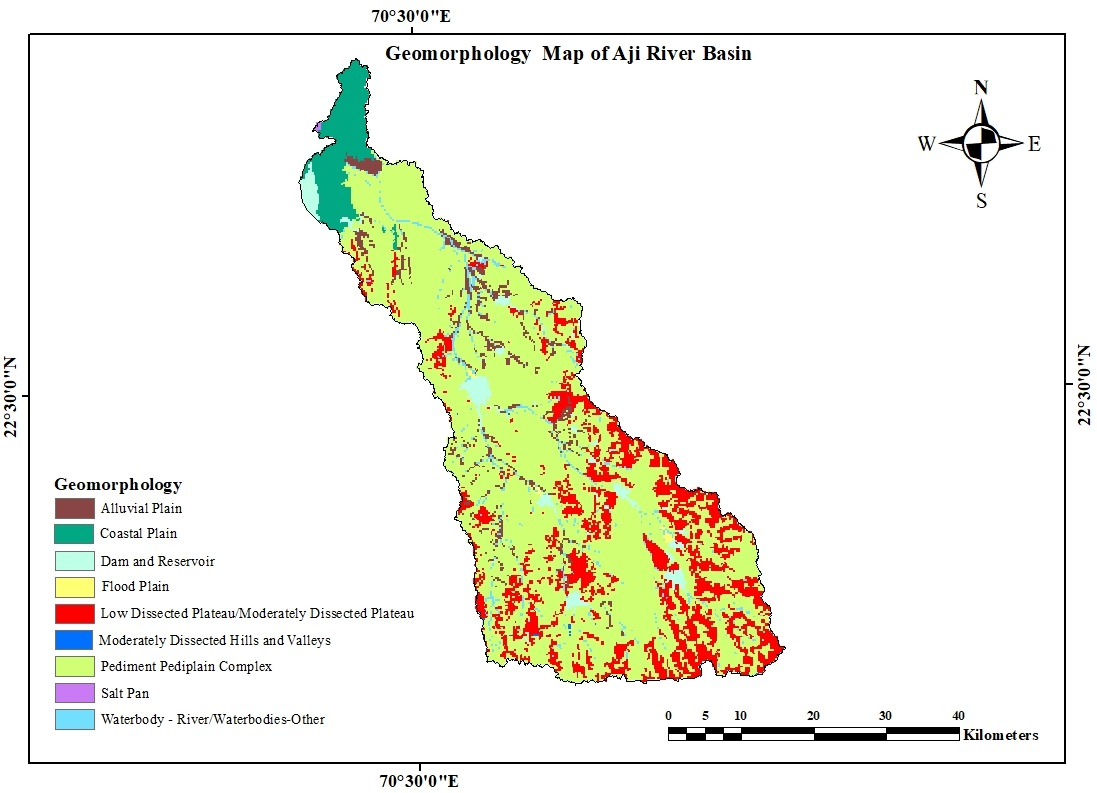 70°30'0"E
Geomorphology Map of Aji River Basin
N
W E
S
22°30'0"N
22°30'0"N
Geomorphology
Alluvial Plain
Coastal Plain
Dam and Reservoir
Flood Plain
Low Dissected Plateau/Moderately Dissected Plateau
Moderately Dissected Hills and Valleys
Pediment Pediplain Complex
Salt Pan
Waterbody - River/Waterbodies-Other
0 5 10 20 30 40
Kilometers
70°30'0"E